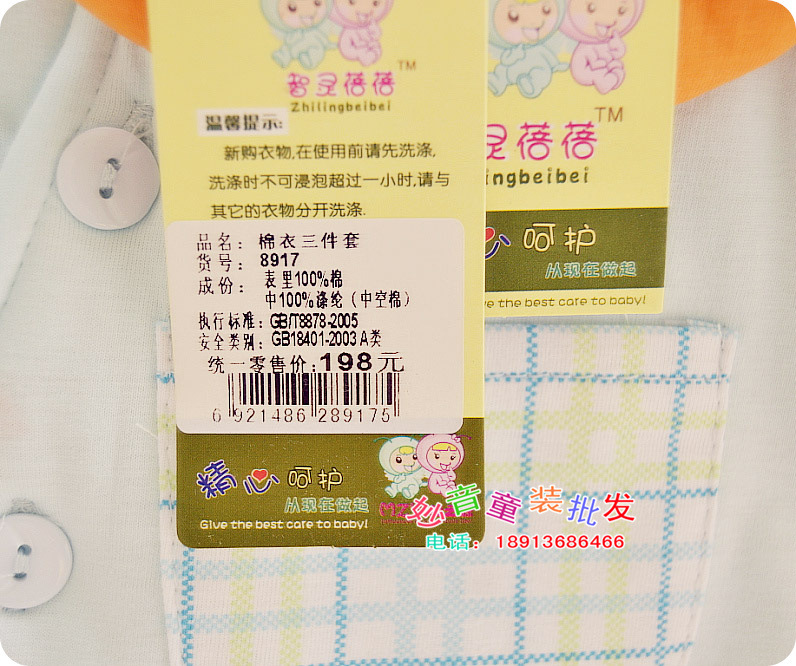 智灵蓓蓓 TM
Zhilingbeibei
温馨提示:
新购衣物,在使用前请先洗涤,
洗涤时不可浸泡超过一小时,请与
其它的衣物分开洗涤.
品名：棉衣三件套
货号：8917
成份：表里100%棉
中100%涤纶（中空棉）
执行标准：GB/T8878-2005
安全类别：GB18401-2003 A类
统一零售价:198元
6 921486 289175
精心呵护
从现在做起
Give the best care to baby!
灵蓓蓓 TM
ingbeibei
心呵护
从现在做起
ve the best care to baby!
妙音童装批发
电话：18913686466